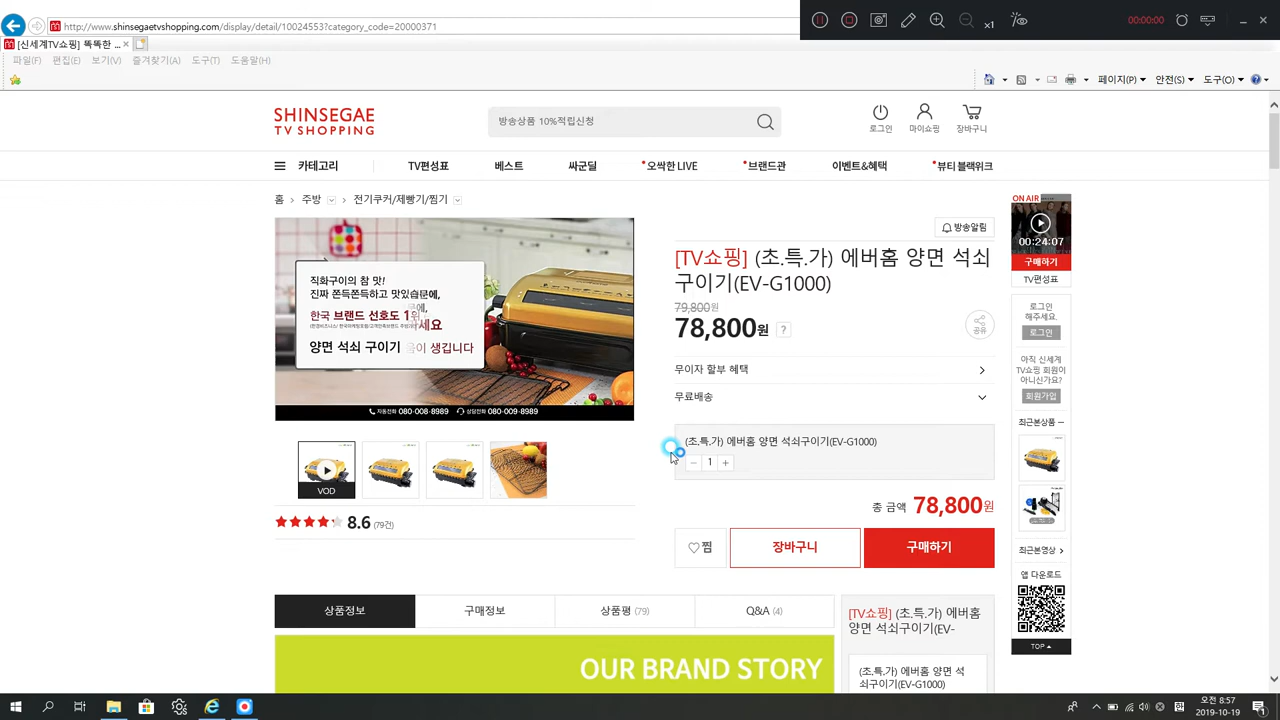 http://www.shinsegaetvshopping.com/display/detail/10024553?category_code=20000371
×1
00:00:00
[신세계TV쇼핑] 똑똑한 ...
파일(F) 편집(E) 보기(V) 즐겨찾기(A) 도구(T) 도움말(H)
페이지(P) 안전(S) 도구(O)
SHINSEGAE
TV SHOPPING
방송상품 10%적립신청
로그인 마이쇼핑 장바구니
카테고리 TV편성표 베스트 싸군딜 오싹한 LIVE 브랜드관 이벤트&혜택 뷰티 블랙위크
홈 > 주방 > 전기쿠커/제빵기/찜기
방송알림
[TV쇼핑] (초.특.가) 에버홈 양면 석쇠
구이기(EV-G1000)
79,800원
78,800원 ?
공유
무이자 할부 혜택
무료배송
(초.특.가) 에버홈 양면 석쇠구이기(EV-G1000)
- 1 +
총 금액 78,800원
찜 장바구니 구매하기
직화구이의 참 맛!
진짜 쫀득쫀득하고 맛있
한국 브랜드 선호도 1위
세요
양면 석쇠 구이기
이 생깁니다
자동전화 080-008-8989 상담전화 080-009-8989
VOD
8.6 (79건)
상품정보 구매정보 상품평 (79) Q&A (4)
OUR BRAND STORY
[TV쇼핑] (초.특.가) 에버홈
양면 석쇠구이기(EV-
(초.특.가) 에버홈 양면 석
쇠구이기(EV-G1000)
ON AIR
00:24:07
구매하기
TV편성표
로그인
해주세요.
로그인
아직 신세계
TV쇼핑 회원이
아니신가요?
회원가입
최근본상품
최근본영상
앱 다운로드
TOP
오전 8:57
2019-10-19
1